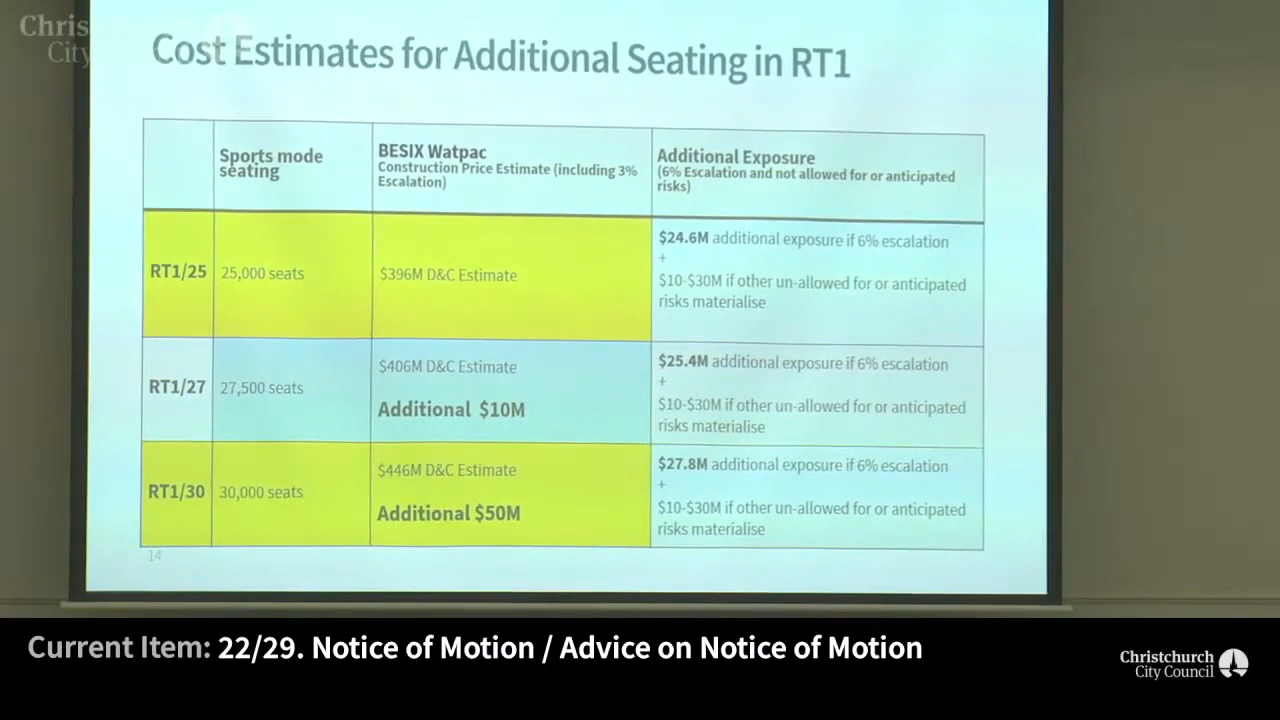 Chris
City
Cost Estimates for Additional Seating in RT1
Sports mode
seating
BESIX Watpac
Construction Price Estimate (including 3%
Escalation)
Additional Exposure
(6% Escalation and not allowed for or anticipated
risks)
RT1/25
25,000 seats
$396M D&C Estimate
$24.6M additional exposure if 6% escalation
+
$10-$30M if other un-allowed for or anticipated
risks materialise
RT1/27
27,500 seats
$406M D&C Estimate
Additional $10M
$25.4M additional exposure if 6% escalation
+
$10-$30M if other un-allowed for or anticipated
risks materialise
RT1/30
30,000 seats
$446M D&C Estimate
Additional $50M
$27.8M additional exposure if 6% escalation
+
$10-$30M if other un-allowed for or anticipated
risks materialise
14
Current Item: 22/29. Notice of Motion / Advice on Notice of Motion
Christchurch
City Council